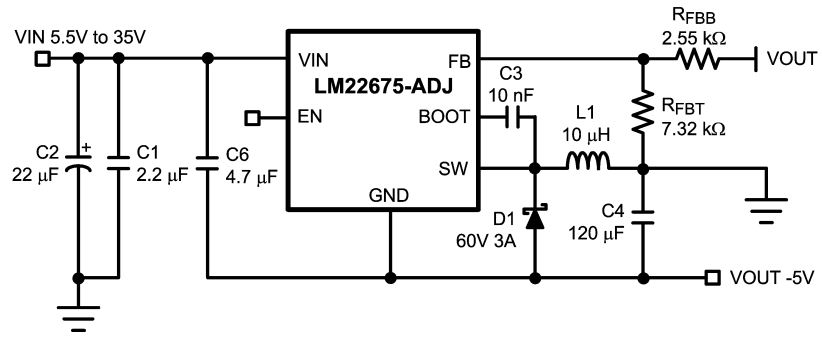 VIN 5.5V to 35V
RFBB
2.55 kΩ
VIN
FB
VOUT
LM22675-ADJ
C3
10 nF
RFBT
7.32 kΩ
EN
BOOT
L1
10 μH
C2
22 μF
+
C1
2.2 μF
C6
4.7 μF
SW
GND
D1
60V 3A
C4
120 μF
VOUT -5V